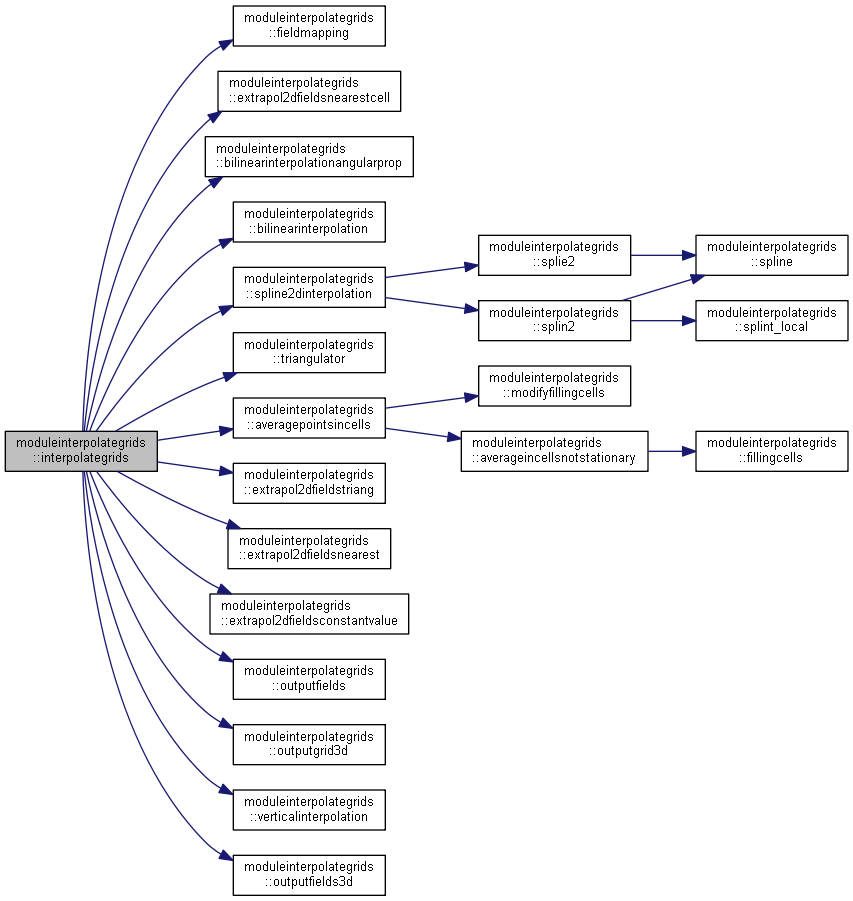 moduleinterpolategrids
::interpolategrids
moduleinterpolategrids
::fieldmapping
moduleinterpolategrids
::extrapol2dfieldsnearestcell
moduleinterpolategrids
::bilinearinterpolationangularprop
moduleinterpolategrids
::bilinearinterpolation
moduleinterpolategrids
::spline2dinterpolation
moduleinterpolategrids
::splie2
moduleinterpolategrids
::spline
moduleinterpolategrids
::splin2
moduleinterpolategrids
::splint_local
moduleinterpolategrids
::triangulator
moduleinterpolategrids
::averagepointsincells
moduleinterpolategrids
::modifyfillingcells
moduleinterpolategrids
::averageincellsnotstationary
moduleinterpolategrids
::fillingcells
moduleinterpolategrids
::extrapol2dfieldstriang
moduleinterpolategrids
::extrapol2dfieldsnearest
moduleinterpolategrids
::extrapol2dfieldsconstantvalue
moduleinterpolategrids
::outputfields
moduleinterpolategrids
::outputgrid3d
moduleinterpolategrids
::verticalinterpolation
moduleinterpolategrids
::outputfields3d